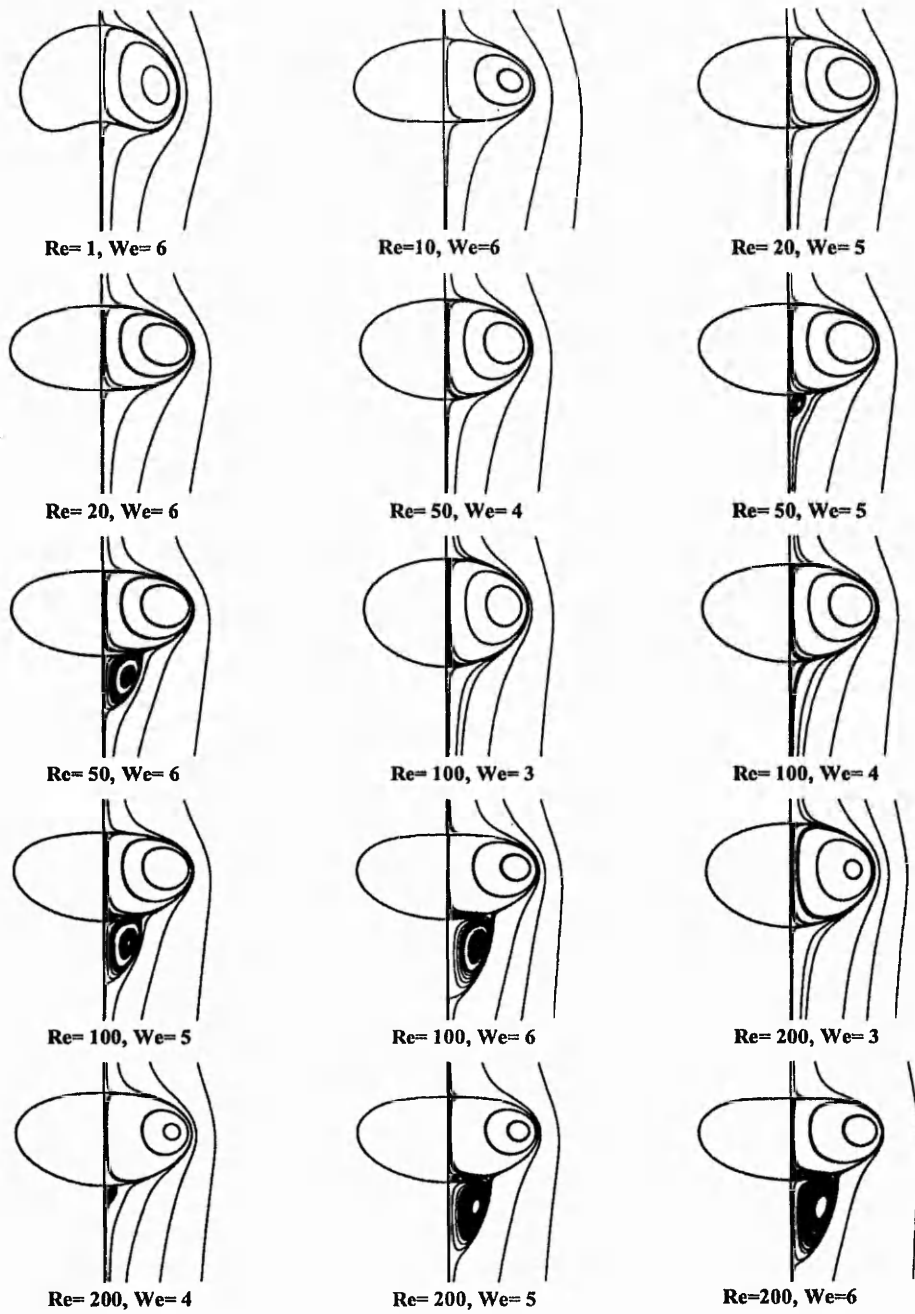 Re= 1, We= 6
Re=10, We=6
Re= 20, We= 5
Re= 20, We= 6
Re= 50, We= 4
Re= 50, We= 5
Re= 50, We= 6
Re= 100, We= 3
Re= 100, We= 4
Re= 100, We= 5
Re= 100, We= 6
Re= 200, We= 3
Re= 200, We= 4
Re= 200, We= 5
Re=200, We=6